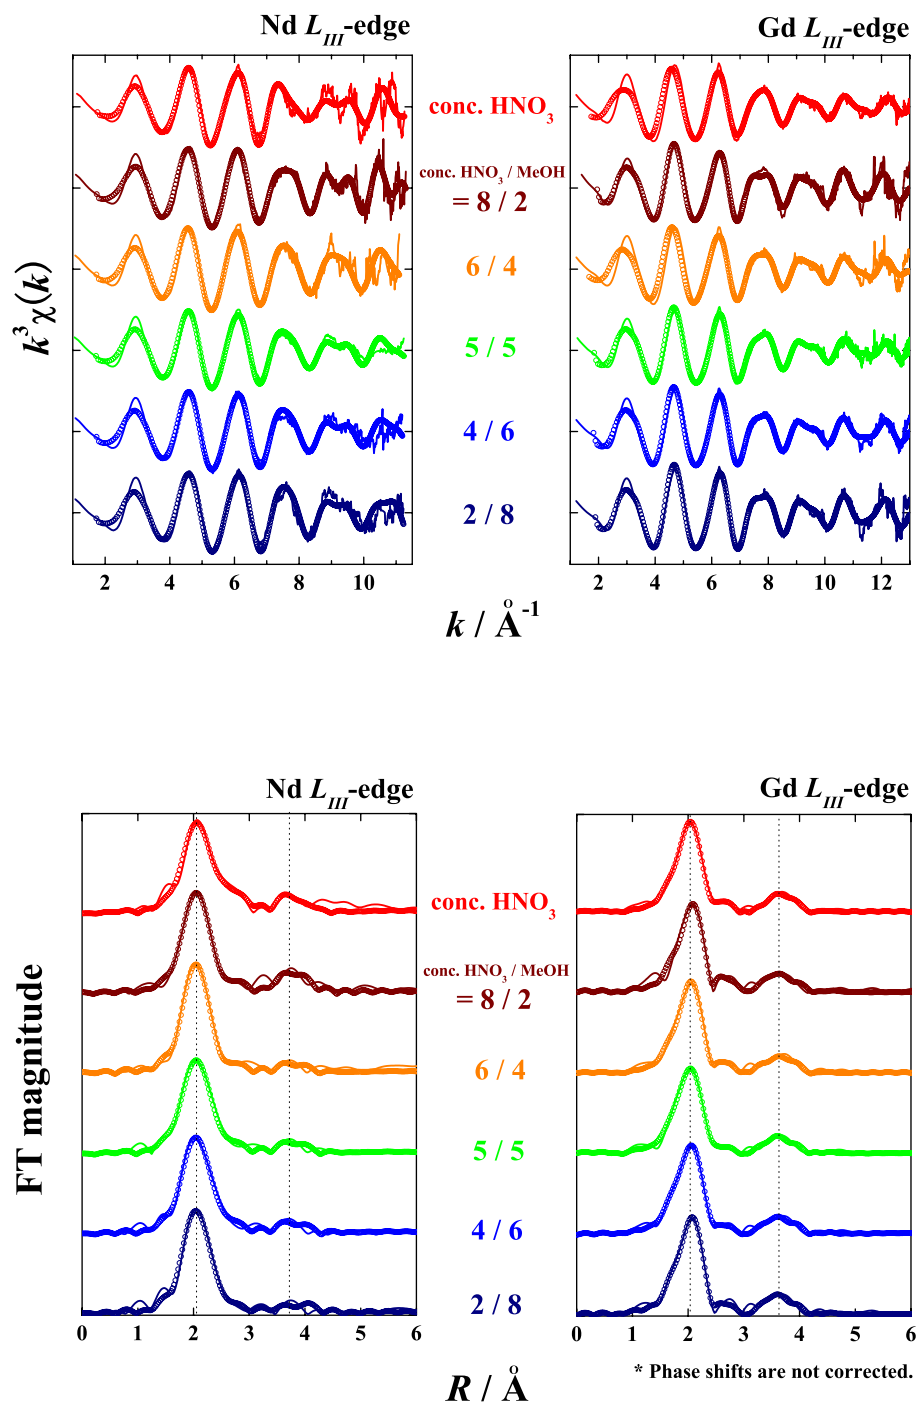 Nd L_III-edge Gd L_III-edge
conc. HNO₃
conc. HNO₃ / MeOH
= 8 / 2
6 / 4
5 / 5
4 / 6
2 / 8
k³χ(k)
2 4 6 8 10 2 4 6 8 10 12
k / Å⁻¹
Nd L_III-edge Gd L_III-edge
conc. HNO₃
conc. HNO₃ / MeOH
= 8 / 2
6 / 4
5 / 5
4 / 6
2 / 8
FT magnitude
0 1 2 3 4 5 6 0 1 2 3 4 5 6
* Phase shifts are not corrected.
R / Å